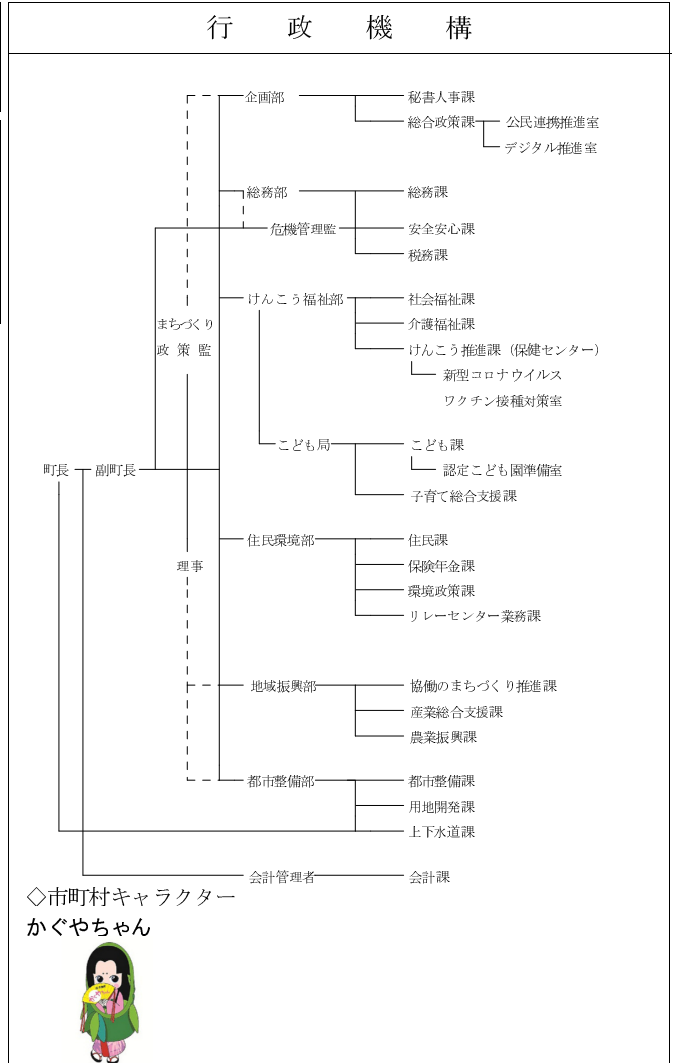 行政機構
企画部 秘書人事課
総合政策課 公民連携推進室
デジタル推進室
総務部 総務課
危機管理監 安全安心課
税務課
けんこう福祉部 社会福祉課
まちづくり 介護福祉課
政策監 けんこう推進課(保健センター)
新型コロナウイルス
ワクチン接種対策室
こども局 こども課
町長 副町長 認定こども園準備室
子育て総合支援課
住民環境部 住民課
理事 保険年金課
環境政策課
リレーセンター業務課
地域振興部 協働のまちづくり推進課
産業総合支援課
農業振興課
都市整備部 都市整備課
用地開発課
上下水道課
会計管理者 会計課
◇市町村キャラクター
かぐやちゃん